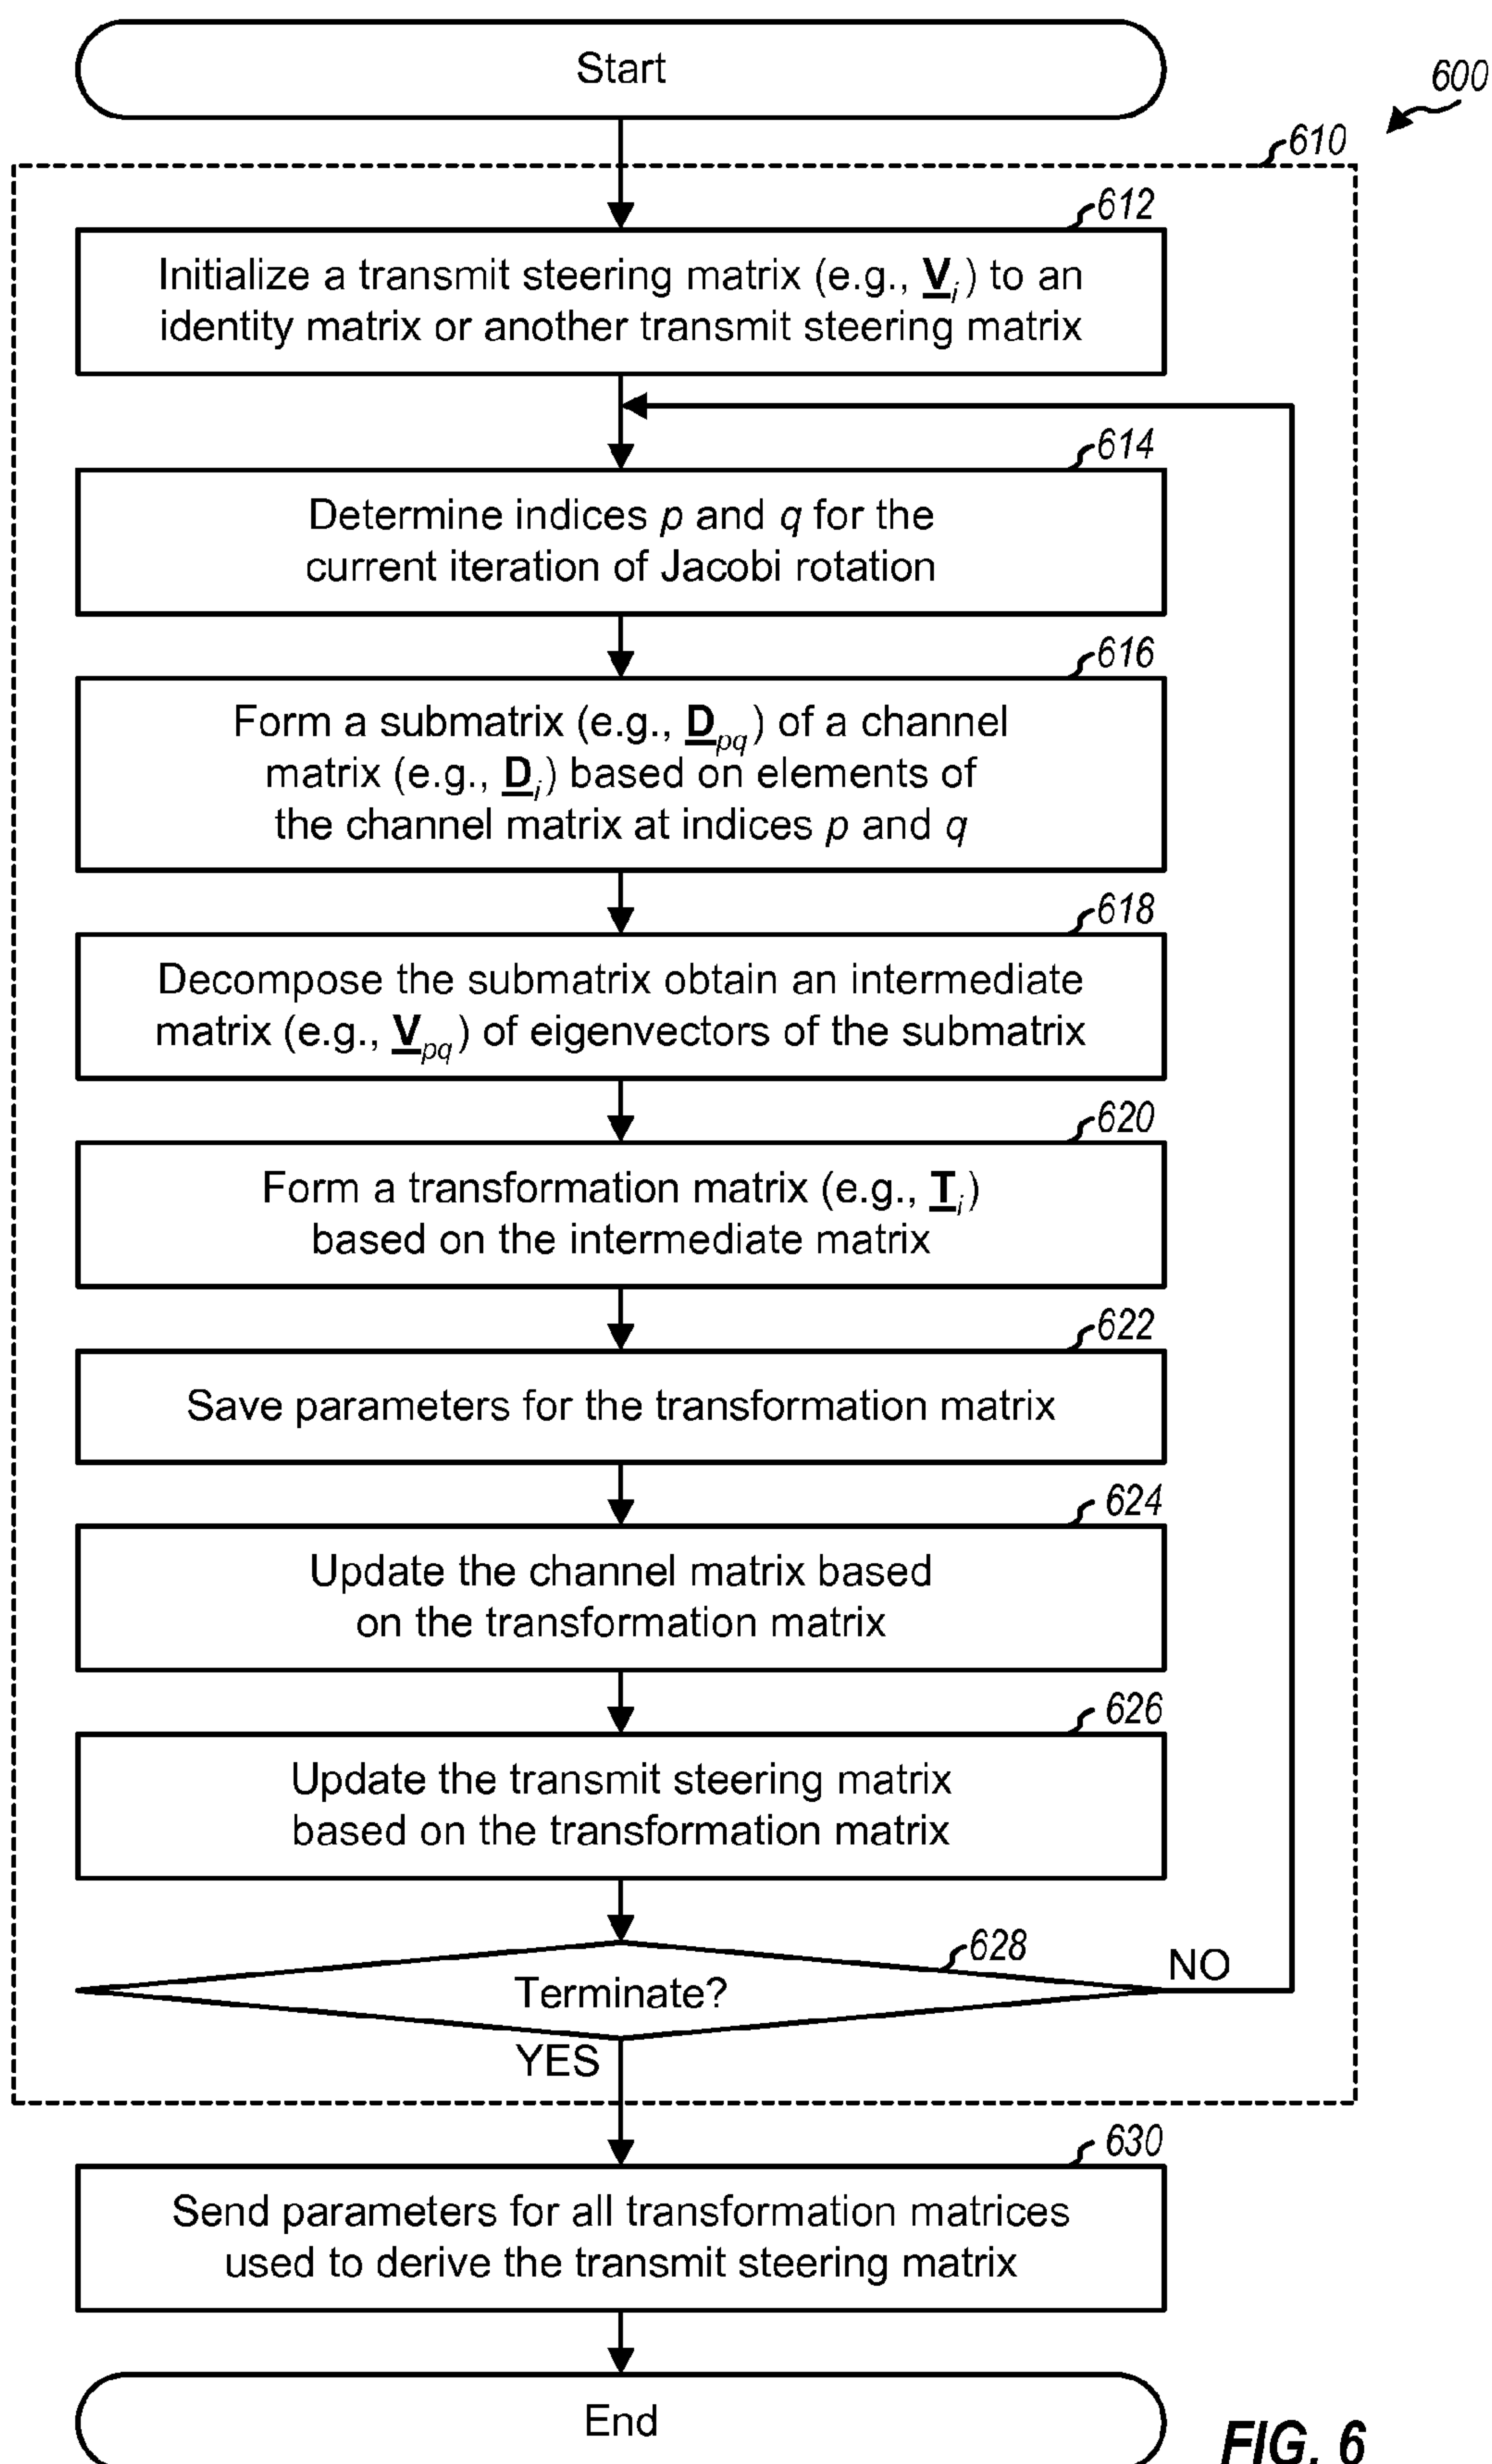 Start
600
610
612
Initialize a transmit steering matrix (e.g., V_i) to an
identity matrix or another transmit steering matrix
614
Determine indices p and q for the
current iteration of Jacobi rotation
616
Form a submatrix (e.g., D_pq) of a channel
matrix (e.g., D_i) based on elements of
the channel matrix at indices p and q
618
Decompose the submatrix obtain an intermediate
matrix (e.g., V_pq) of eigenvectors of the submatrix
620
Form a transformation matrix (e.g., T_i)
based on the intermediate matrix
622
Save parameters for the transformation matrix
624
Update the channel matrix based
on the transformation matrix
626
Update the transmit steering matrix
based on the transformation matrix
628
Terminate?
NO
YES
630
Send parameters for all transformation matrices
used to derive the transmit steering matrix
End
FIG. 6